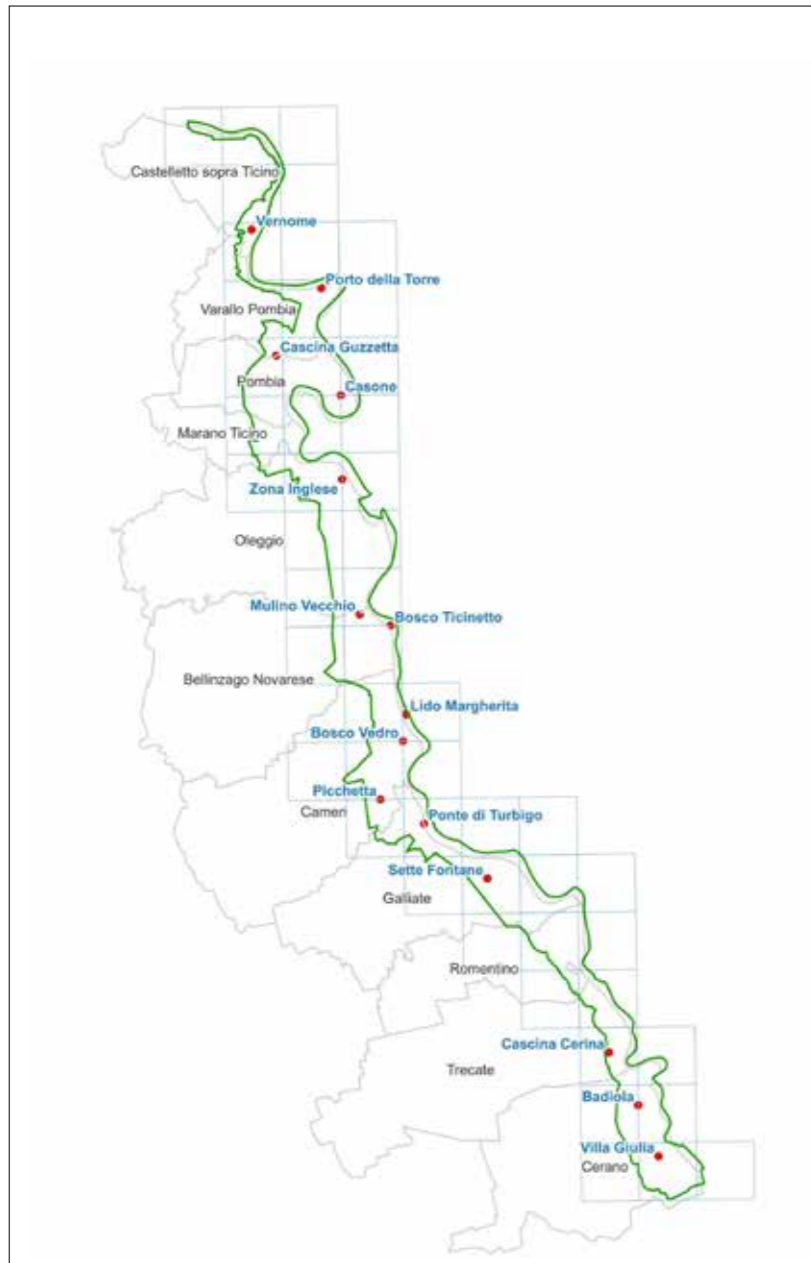 Castelletto sopra Ticino
Vernome
Porto della Torre
Varallo Pombia
Cascina Guzzetta
Pombia
Casone
Marano Ticino
Zona Inglese
Oleggio
Mulino Vecchio
Bosco Ticinetto
Bellinzago Novarese
Lido Margherita
Bosco Vedro
Picchetta
Cameri
Ponte di Turbigo
Sette Fontane
Galliate
Romentino
Cascina Cerina
Trecate
Badiola
Villa Giulia
Cerano